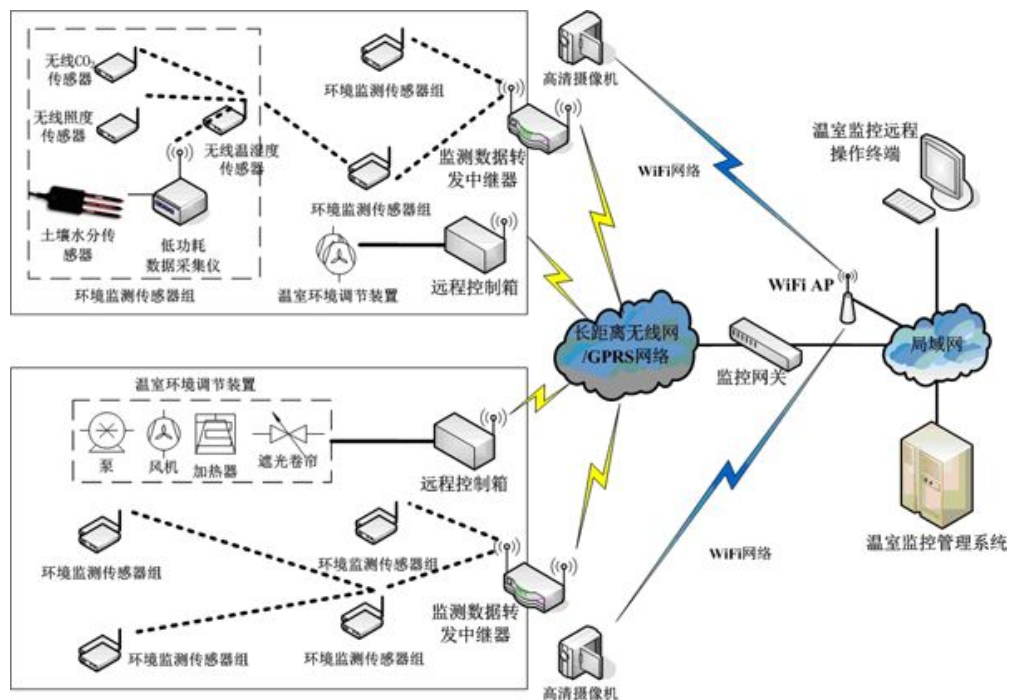 无线CO2
传感器
无线照度
传感器
无线温湿度
传感器
土壤水分传
感器
低功耗
数据采集仪
环境监测传感器组
环境监测传感器组
环境监测传感器组
温室环境调节装置
监测数据转
发中继器
远程控制箱
高清摄像机
WiFi网络
温室监控远程
操作终端
WiFi AP
长距离无线网
/GPRS网络
监控网关
局域网
温室监控管理系统
WiFi网络
温室环境调节装置
泵
风机
加热器
遮光卷帘
远程控制箱
环境监测传感器组
环境监测传感器组
环境监测传感器组
环境监测传感器组
监测数据转
发中继器
高清摄像机